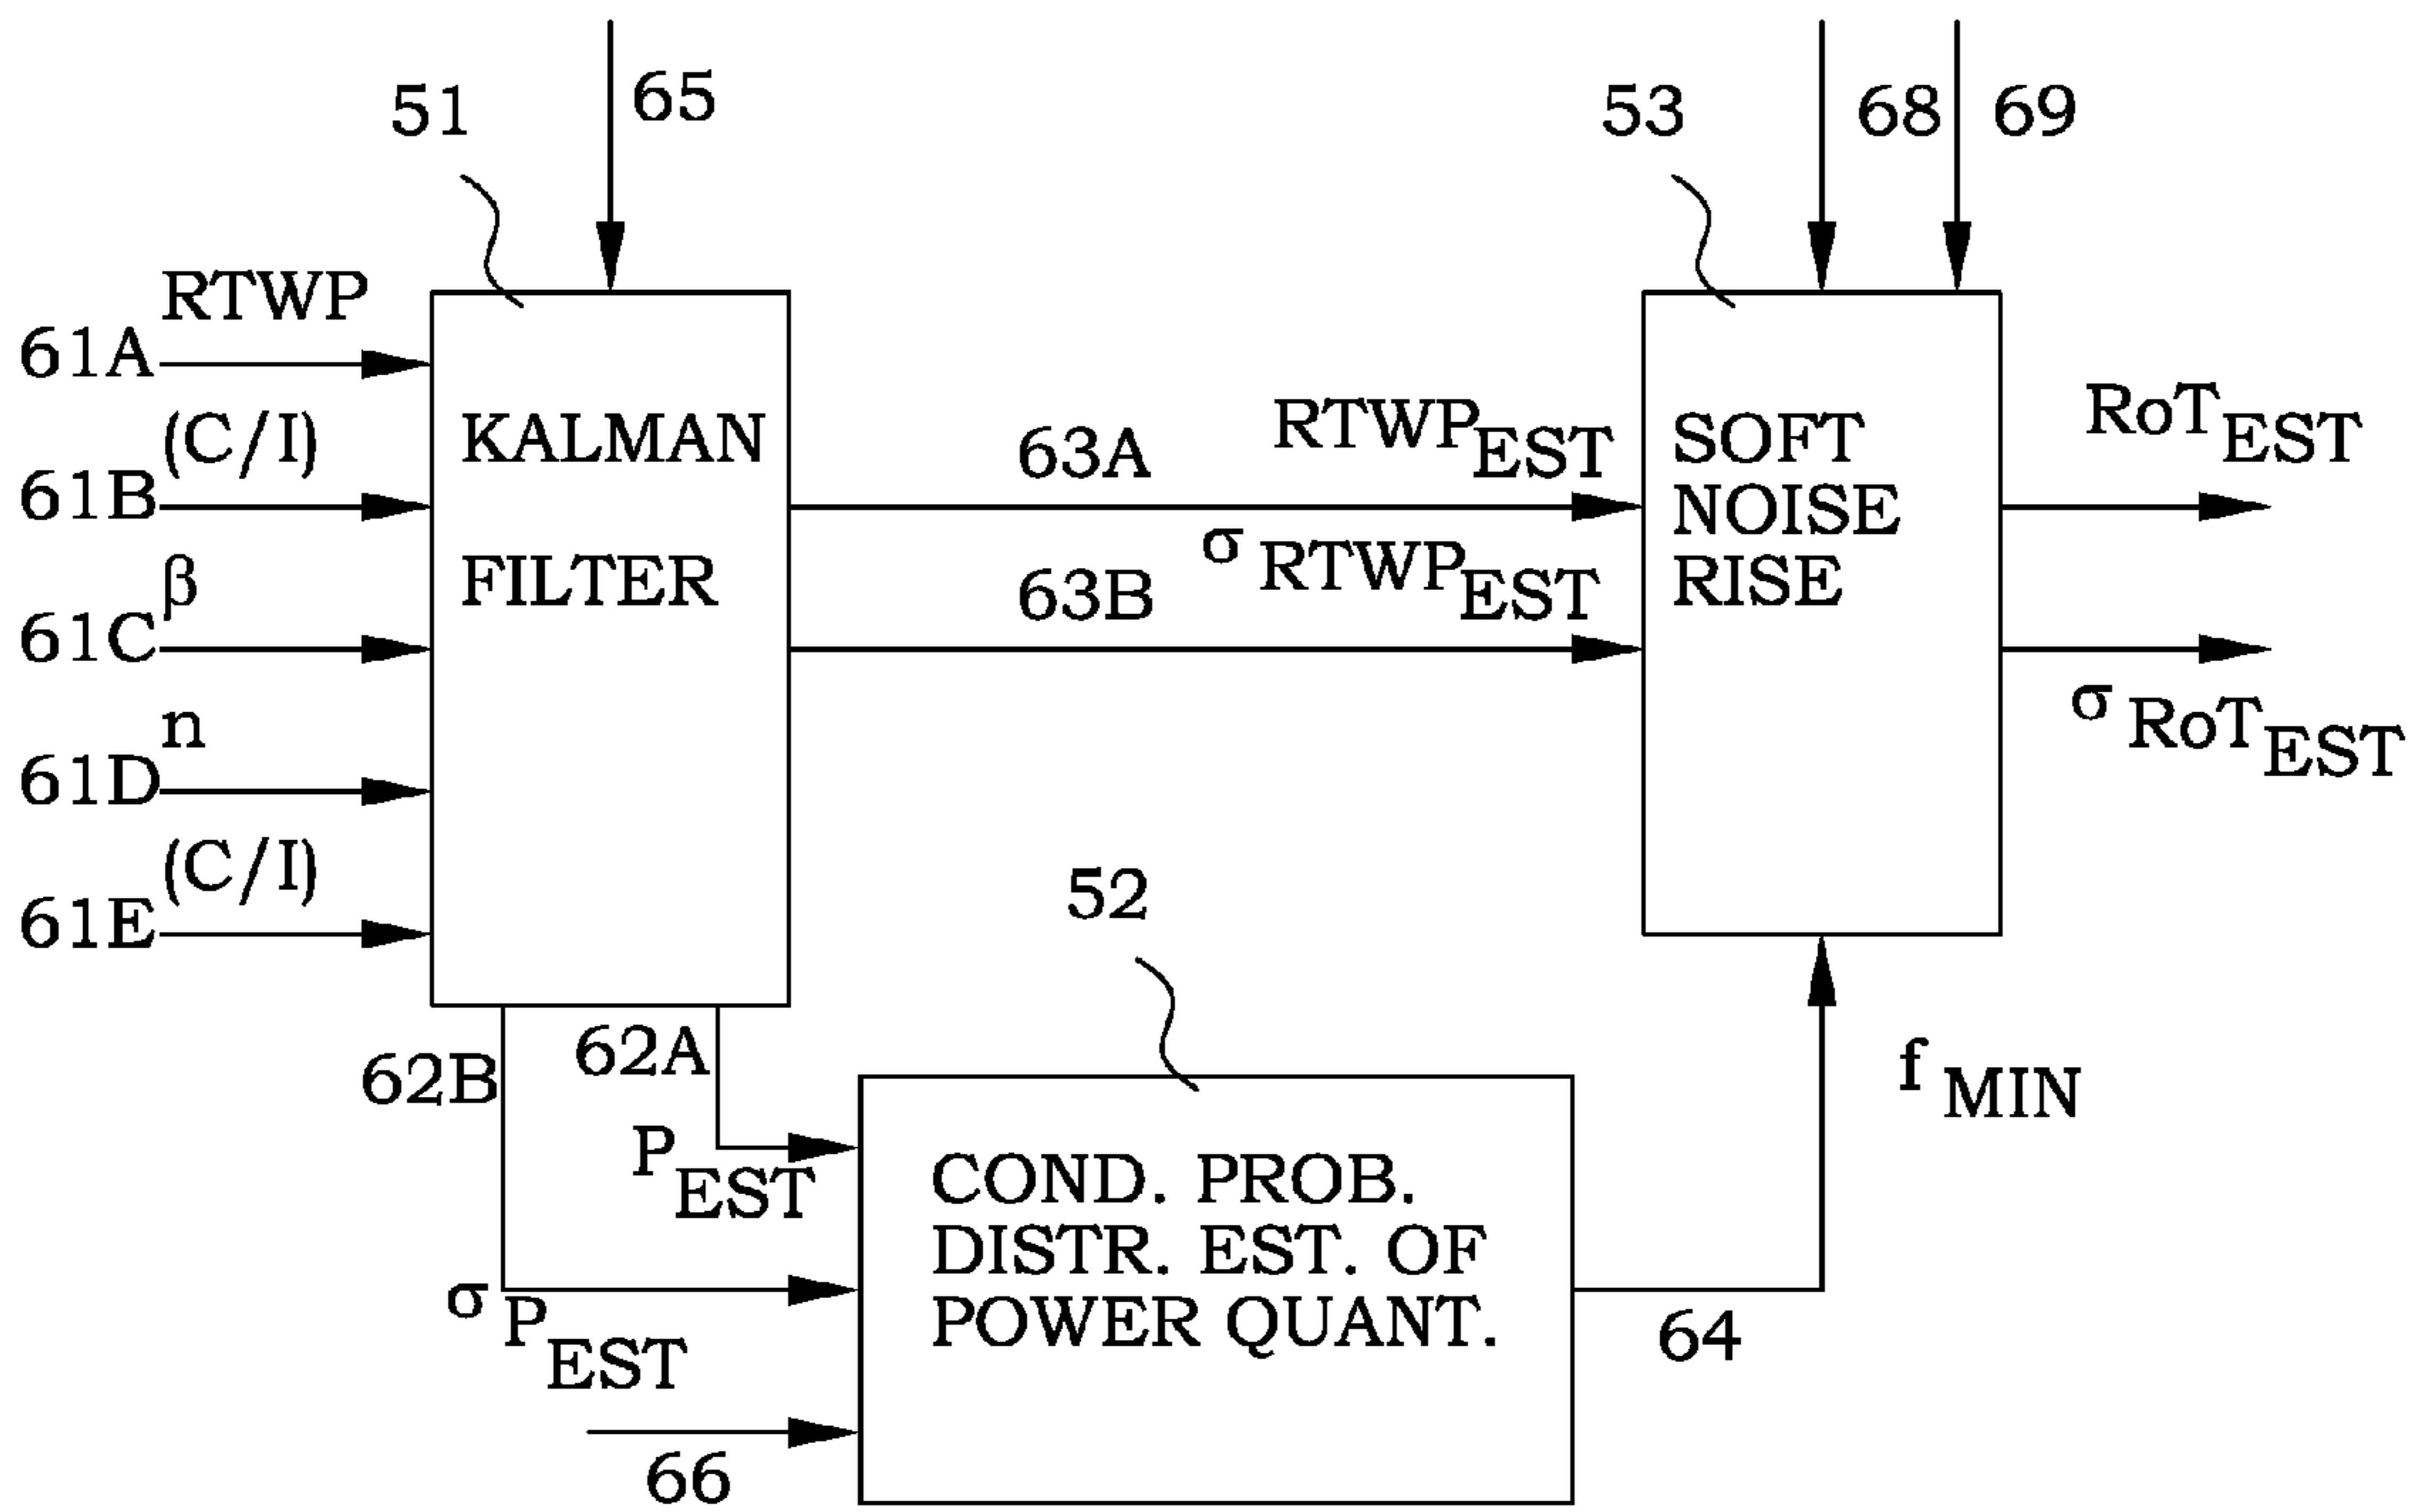 65
51
53
68
69
RTWP
61A
(C/I)
61B
β
61C
n
61D
(C/I)
61E
KALMAN
FILTER
63A
RTWP EST
63B
σ RTWP EST
SOFT
NOISE
RISE
RoT EST
σ RoT EST
52
62B
62A
P EST
σ P EST
66
COND. PROB.
DISTR. EST. OF
POWER QUANT.
64
f MIN